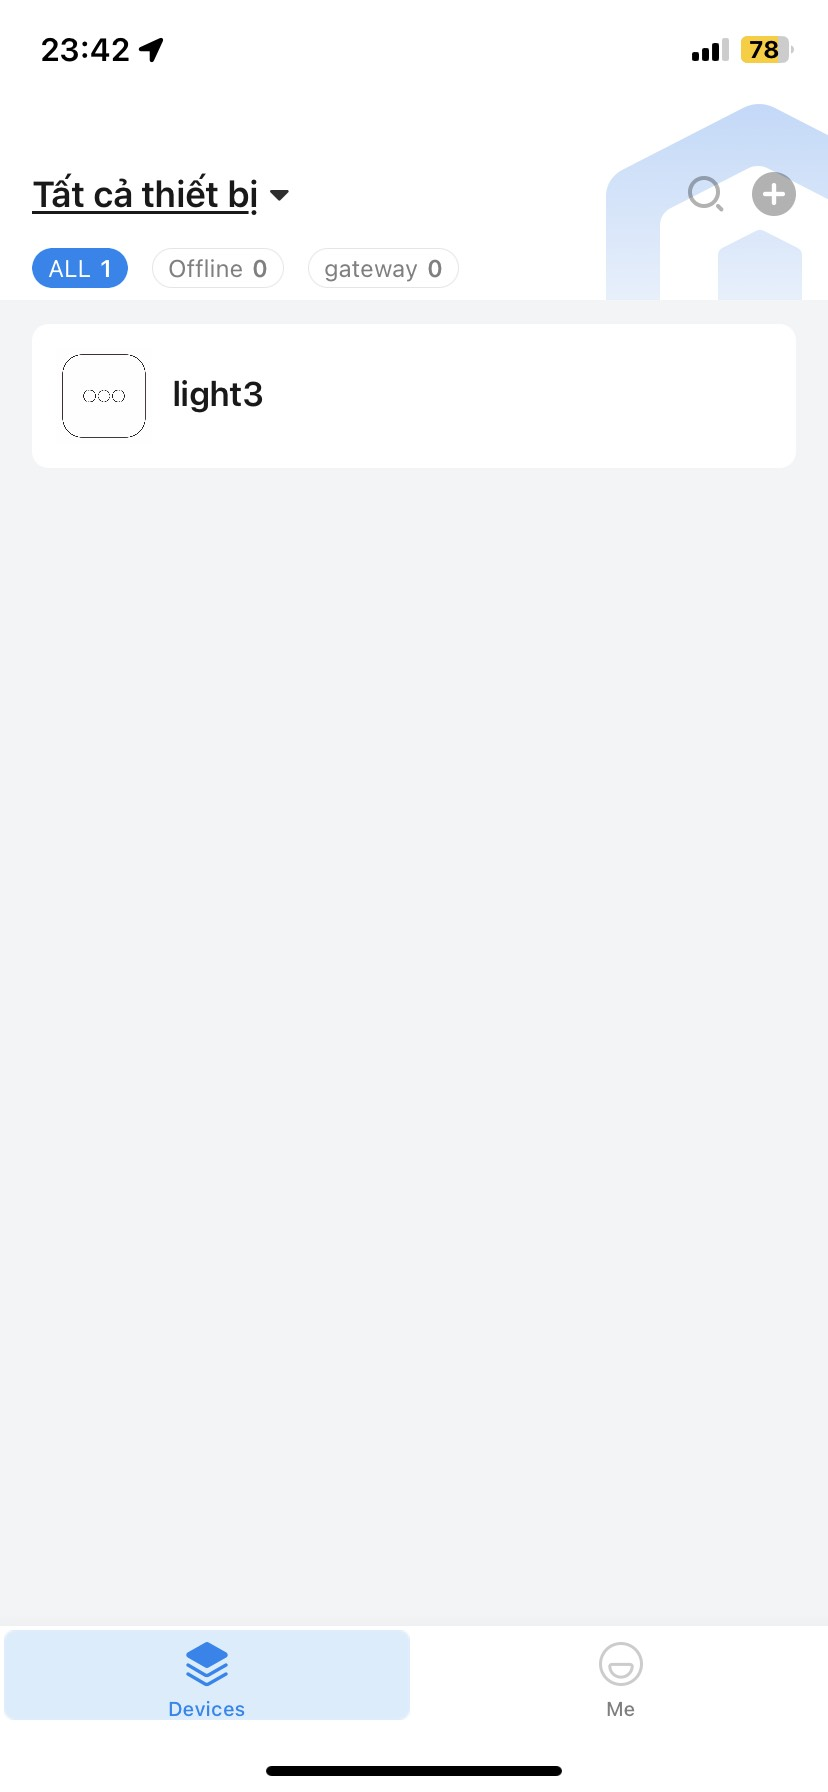 23:42
78
Tất cả thiết bị
ALL 1
Offline 0
gateway 0
light3
Devices
Me